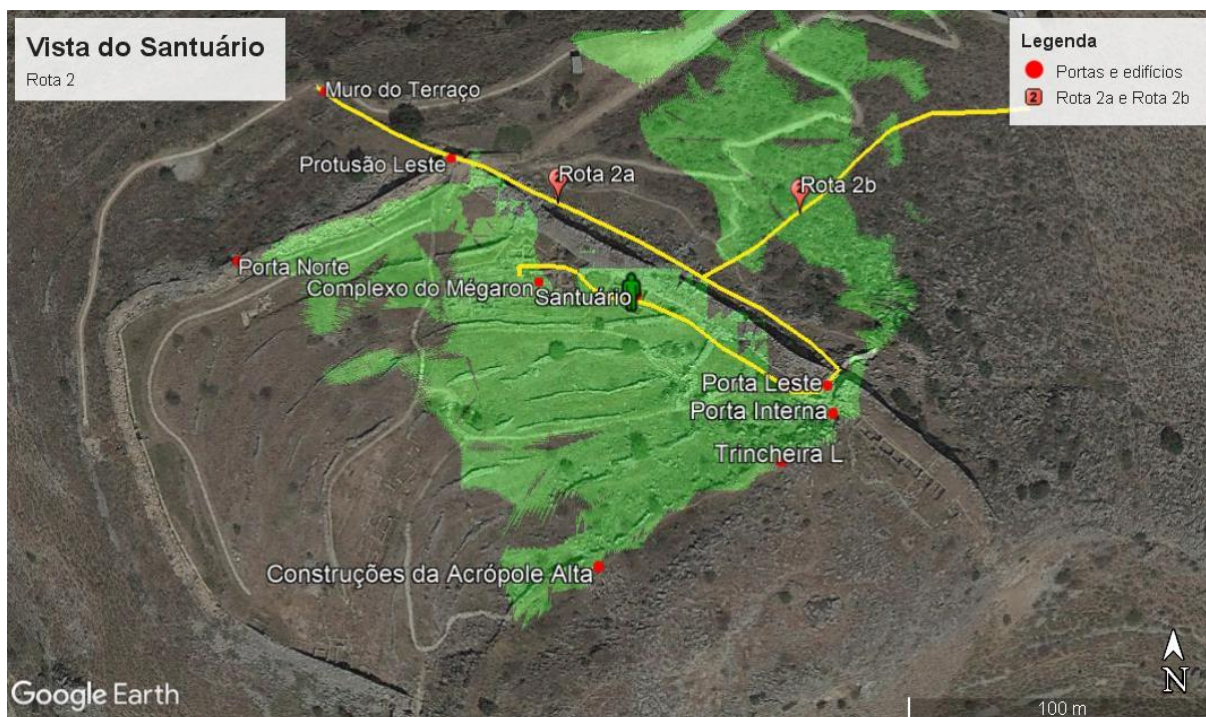 Vista do Santuário
Rota 2
Legenda
Portas e edifícios
2 Rota 2a e Rota 2b
Muro do Terraço
Protusão Leste
Rota 2a
Rota 2b
Porta Norte
Complexo do Mégaron
Santuário
Porta Leste
Porta Interna
Trincheira L
Construções da Acrópole Alta
Google Earth
N
100 m